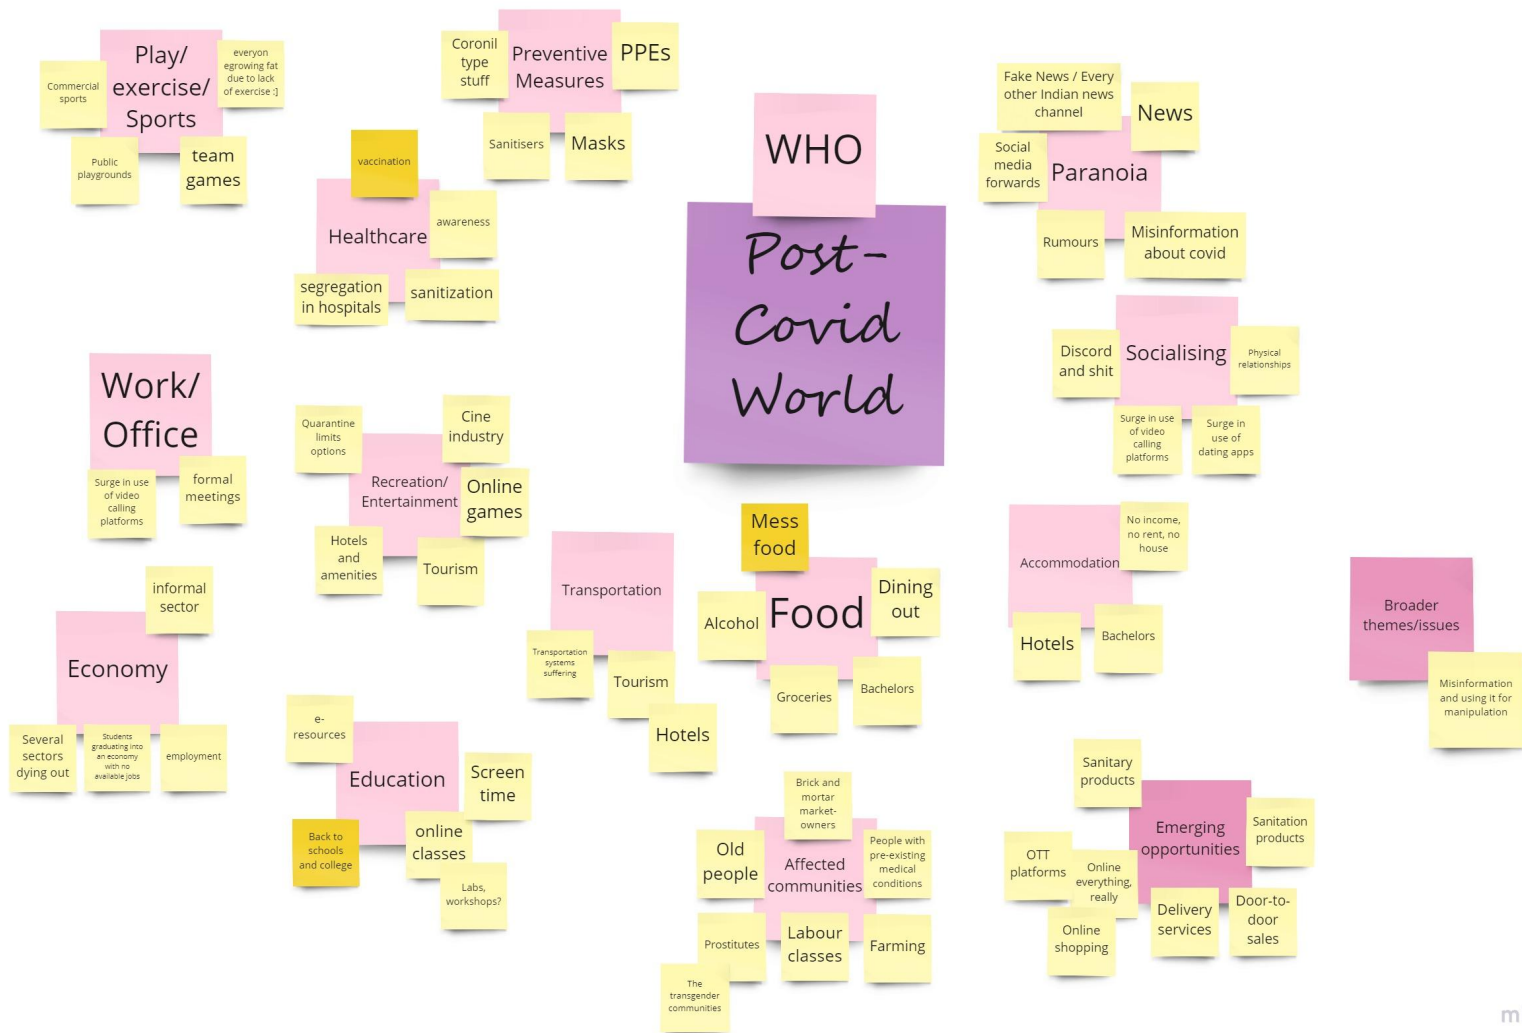 Play/
exercise/
Sports
everyon
egrowing fat
due to lack
of exercise :]
Commercial
sports
Public
playgrounds
team
games
Preventive
Measures
Coronil
type
stuff
PPEs
Sanitisers
Masks
vaccination
Healthcare
awareness
segregation
in hospitals
sanitization
WHO
Post-
Covid
World
Fake News / Every
other Indian news
channel
News
Social
media
forwards
Paranoia
Rumours
Misinformation
about covid
Socialising
Discord
and shit
Physical
relationships
Surge in use
of video
calling
platforms
Surge in
use of
dating apps
Work/
Office
Surge in use
of video
calling
platforms
formal
meetings
Quarantine
limits
options
Cine
industry
Recreation/
Entertainment
Online
games
Hotels
and
amenities
Tourism
Transportation
Transportation
systems
suffering
Tourism
Hotels
Mess
food
Food
Dining
out
Alcohol
Groceries
Bachelors
No income,
no rent, no
house
Accommodation
Hotels
Bachelors
Broader
themes/issues
Misinformation
and using it for
manipulation
informal
sector
Economy
Several
sectors
dying out
Students
graduating into
an economy
with no
available jobs
employment
e-
resources
Education
Screen
time
Back to
schools
and college
online
classes
Labs,
workshops?
Brick and
mortar
market-
owners
Old
people
Affected
communities
People with
pre-existing
medical
conditions
Prostitutes
Labour
classes
Farming
The
transgender
communities
Sanitary
products
Emerging
opportunities
Sanitation
products
OTT
platforms
Online
everything,
really
Online
shopping
Delivery
services
Door-to-
door
sales
m